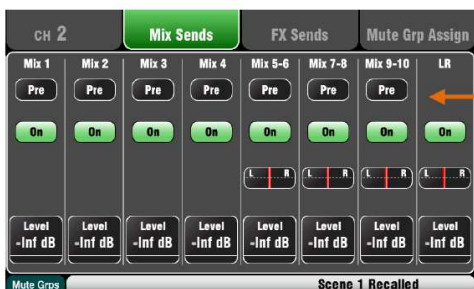 CH 2 Mix Sends FX Sends Mute Grp Assign
Mix 1 Mix 2 Mix 3 Mix 4 Mix 5-6 Mix 7-8 Mix 9-10 LR
Pre Pre Pre Pre Pre Pre Pre
On On On On On On On On
L R L R L R L R
Level Level Level Level Level Level Level Level
-Inf dB -Inf dB -Inf dB -Inf dB -Inf dB -Inf dB -Inf dB -Inf dB
Mute Grps Scene 1 Recalled